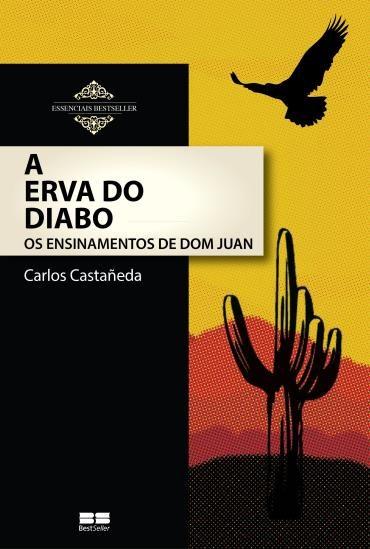 ESSENCIAIS BESTSELLER
A
ERVA DO
DIABO
OS ENSINAMENTOS DE DOM JUAN
Carlos Castañeda
BS
BestSeller